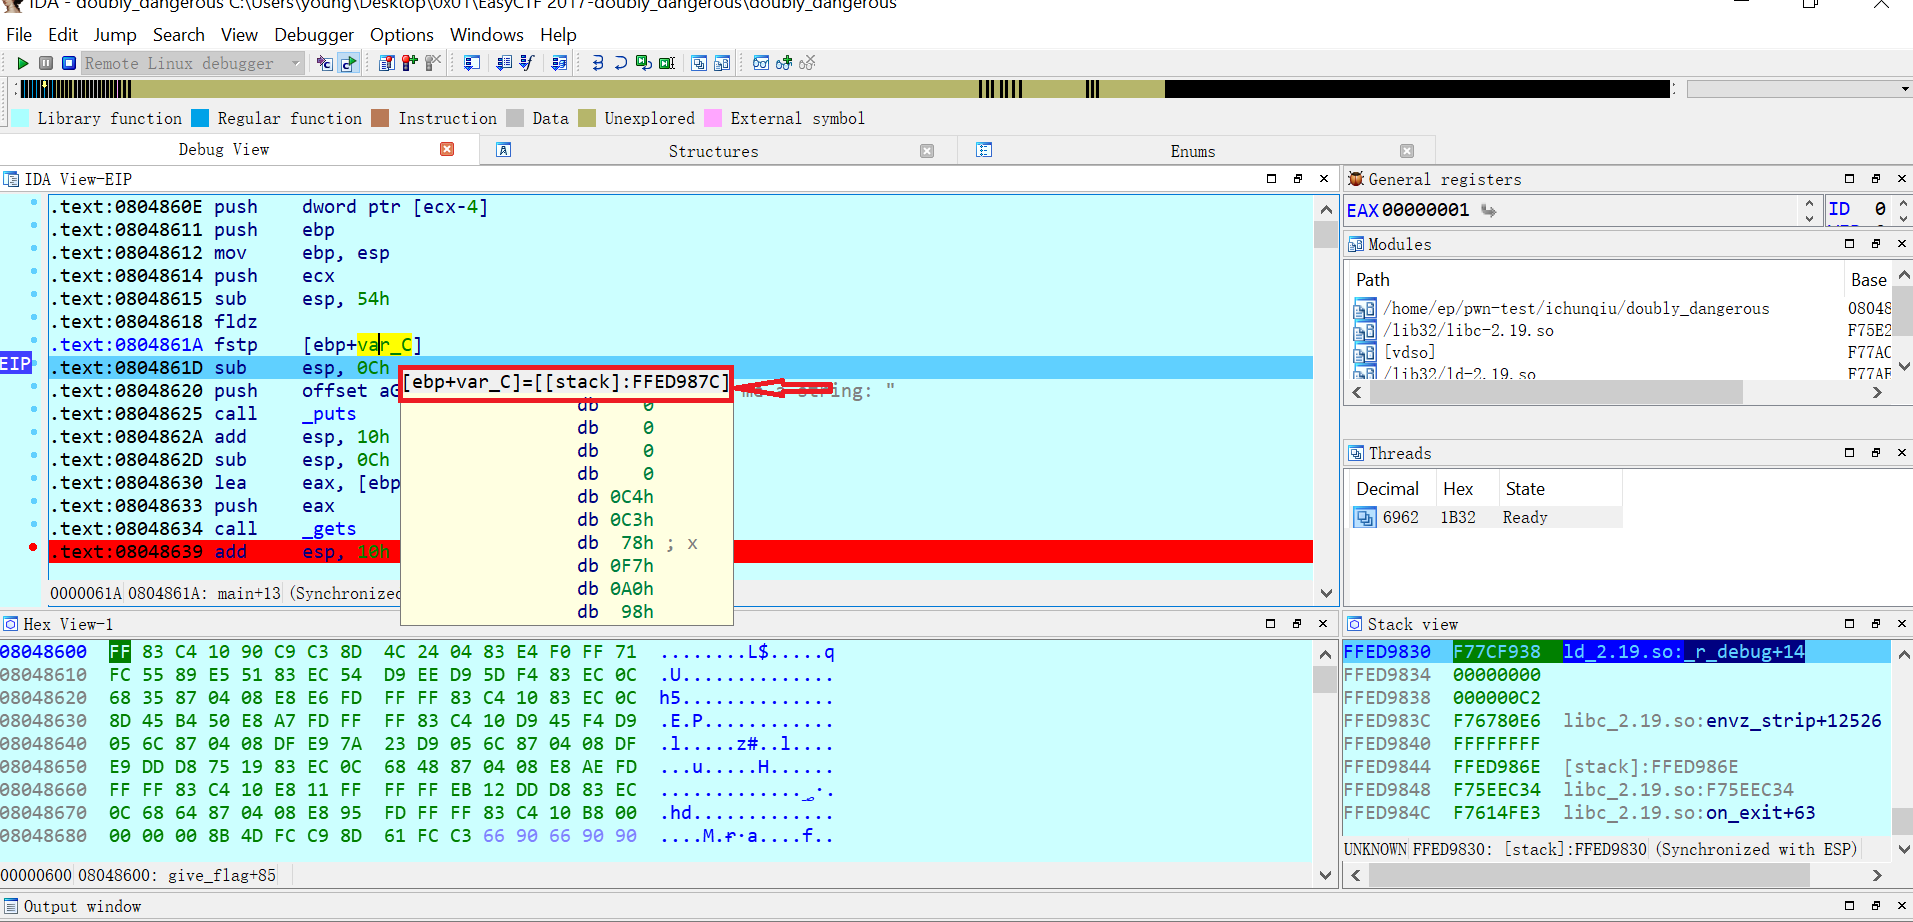 IDA - doubly_dangerous C:\Users\young\Desktop\0x01\EasyCTF 2017-doubly_dangerous\doubly_dangerous
File Edit Jump Search View Debugger Options Windows Help
Remote Linux debugger
Library function Regular function Instruction Data Unexplored External symbol
Debug View Structures Enums
IDA View-EIP
.text:0804860E push dword ptr [ecx-4]
.text:08048611 push ebp
.text:08048612 mov ebp, esp
.text:08048614 push ecx
.text:08048615 sub esp, 54h
.text:08048618 fldz
.text:0804861A fstp [ebp+var_C]
EIP .text:0804861D sub esp, 0Ch
.text:08048620 push offset aG
string: "
.text:08048625 call _puts
.text:0804862A add esp, 10h
.text:0804862D sub esp, 0Ch
.text:08048630 lea eax, [ebp
.text:08048633 push eax
.text:08048634 call _gets
.text:08048639 add esp, 10h
0000061A 0804861A: main+13 (Synchronized
[ebp+var_C]=[[stack]:FFED987C]
db 0
db 0
db 0
db 0
db 0C4h
db 0C3h
db 78h ; x
db 0F7h
db 0A0h
db 98h
General registers
EAX 00000001 ID 0
Modules
Path Base
/home/ep/pwn-test/ichunqiu/doubly_dangerous 08048
/lib32/libc-2.19.so F75E2
[vdso] F77AC
/lib32/ld-2.19.so F77AF
Threads
Decimal Hex State
6962 1B32 Ready
Hex View-1
08048600 FF 83 C4 10 90 C9 C3 8D 4C 24 04 83 E4 F0 FF 71 ........L$.....q
08048610 FC 55 89 E5 51 83 EC 54 D9 EE D9 5D F4 83 EC 0C .U..............
08048620 68 35 87 04 08 E8 E6 FD FF FF 83 C4 10 83 EC 0C h5..............
08048630 8D 45 B4 50 E8 A7 FD FF FF 83 C4 10 D9 45 F4 D9 .E.P............
08048640 05 6C 87 04 08 DF E9 7A 23 D9 05 6C 87 04 08 DF .l.....z#..l....
08048650 E9 DD D8 75 19 83 EC 0C 68 48 87 04 08 E8 AE FD ...u.....H......
08048660 FF FF 83 C4 10 E8 11 FF FF FF EB 12 DD D8 83 EC
08048670 0C 68 64 87 04 08 E8 95 FD FF FF 83 C4 10 B8 00 .hd.............
08048680 00 00 00 8B 4D FC C9 8D 61 FC C3 66 90 66 90 90
00000600 08048600: give_flag+85
Stack view
FFED9830 F77CF938 ld_2.19.so:_r_debug+14
FFED9834 00000000
FFED9838 000000C2
FFED983C F76780E6 libc_2.19.so:envz_strip+12526
FFED9840 FFFFFFFF
FFED9844 FFED986E [stack]:FFED986E
FFED9848 F75EEC34 libc_2.19.so:F75EEC34
FFED984C F7614FE3 libc_2.19.so:on_exit+63
UNKNOWN FFED9830: [stack]:FFED9830 (Synchronized with ESP)
Output window